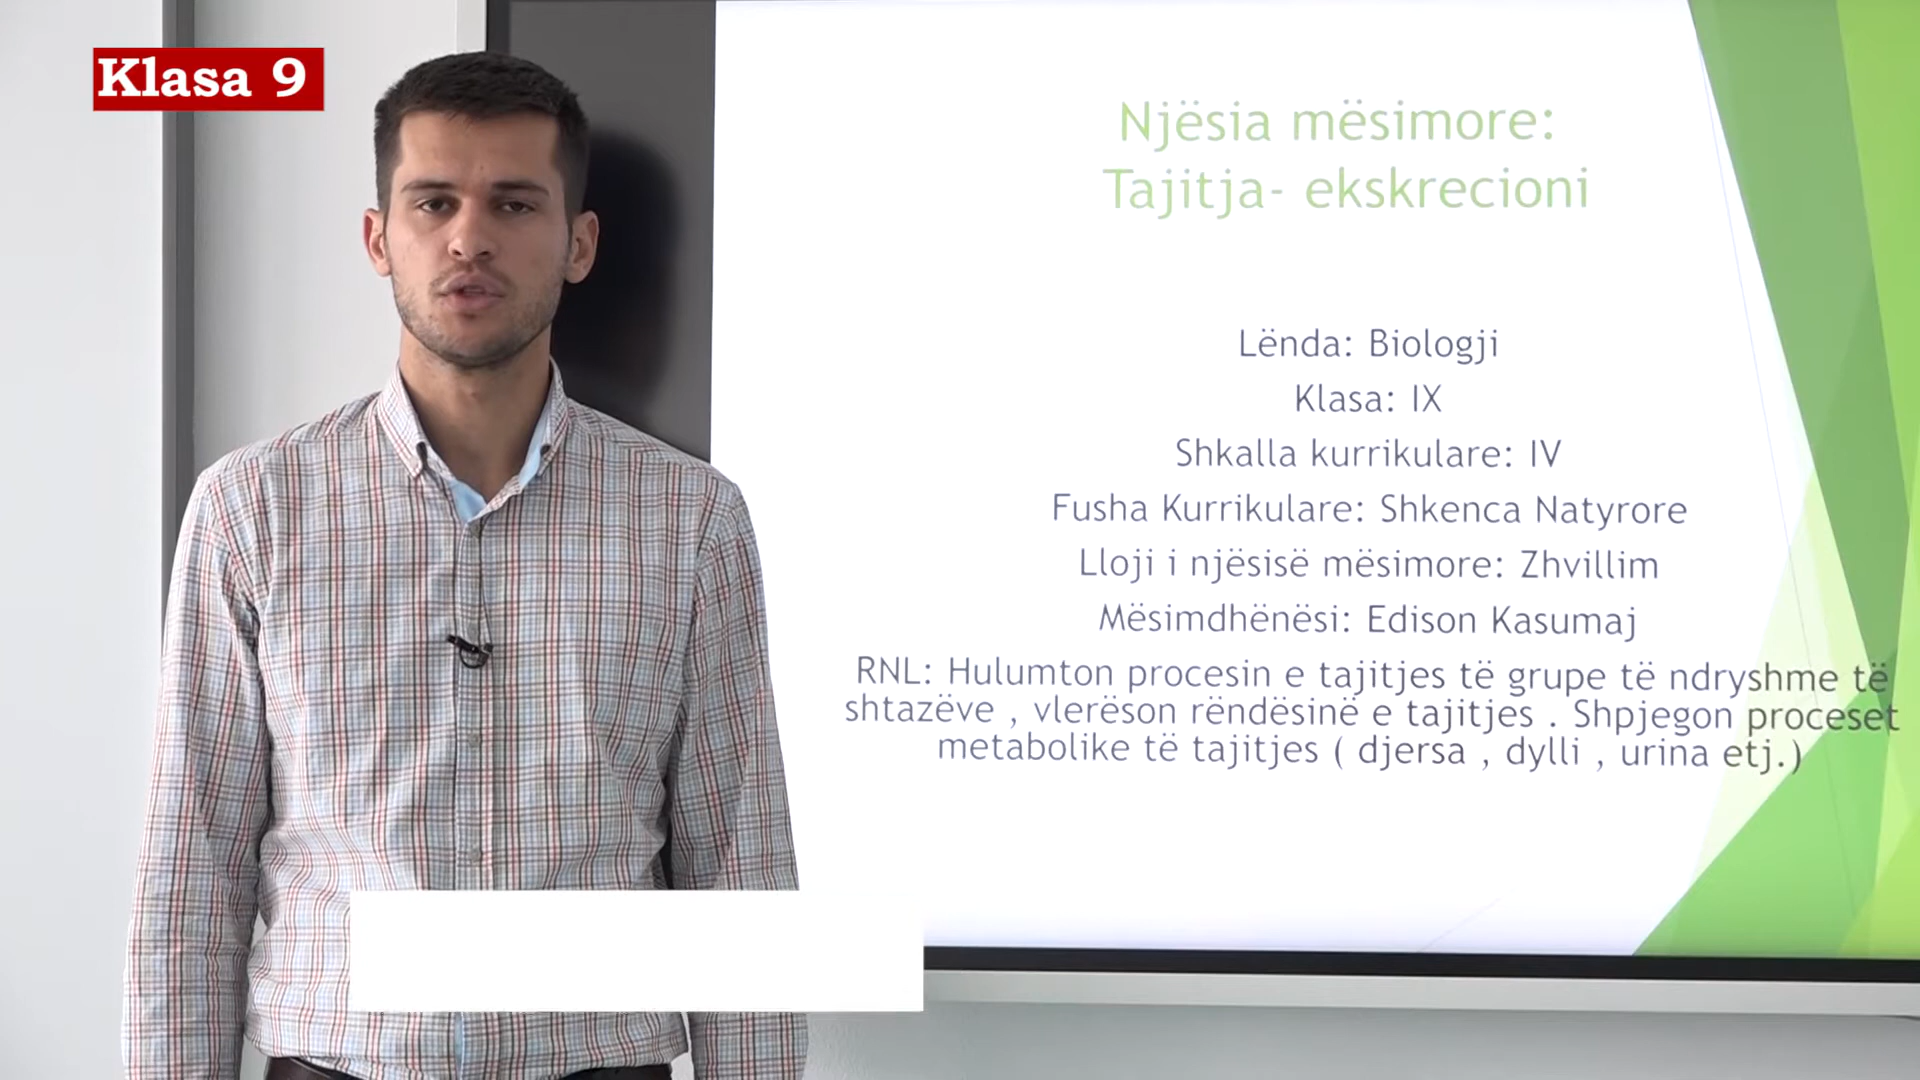 Klasa 9
Njësia mësimore:
Tajitja- ekskrecioni
Lënda: Biologji
Klasa: IX
Shkalla kurrikulare: IV
Fusha Kurrikulare: Shkenca Natyrore
Lloji i njësisë mësimore: Zhvillim
Mësimdhënësi: Edison Kasumaj
RNL: Hulumton procesin e tajitjes të grupe të ndryshme të
shtazëve , vlerëson rëndësinë e tajitjes . Shpjegon proceset
metabolike të tajitjes ( djersa , dylli , urina etj.)